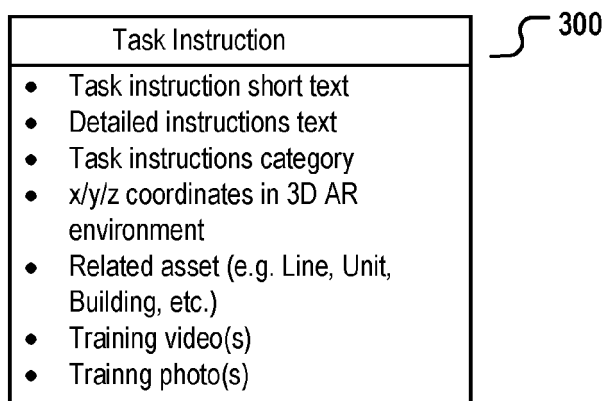 Task Instruction
300
• Task instruction short text
• Detailed instructions text
• Task instructions category
• x/y/z coordinates in 3D AR
environment
• Related asset (e.g. Line, Unit,
Building, etc.)
• Training video(s)
• Trainng photo(s)